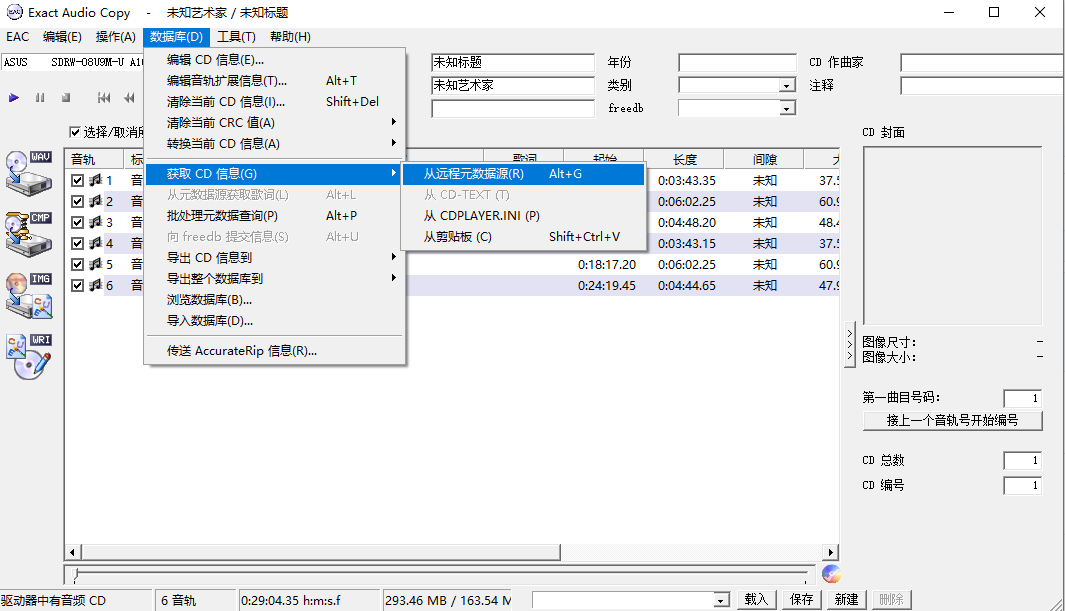 Exact Audio Copy - 未知艺术家 / 未知标题
EAC 编辑(E) 操作(A) 数据库(D) 工具(T) 帮助(H)
ASUS SDRW-08U9M-U A10
未知标题 年份 CD 作曲家
未知艺术家 类别 注释
freedb
编辑 CD 信息(E)...
编辑音轨扩展信息(T)... Alt+T
清除当前 CD 信息(I)... Shift+Del
清除当前 CRC 值(A)
转换当前 CD 信息(A)
获取 CD 信息(G)
从元数据源获取歌词(L) Alt+L
批处理元数据查询(P) Alt+P
向 freedb 提交信息(S) Alt+U
导出 CD 信息到
导出整个数据库到
浏览数据库(B)...
导入数据库(D)...
传送 AccurateRip 信息(R)...
从远程元数据源(R) Alt+G
从 CD-TEXT (T)
从 CDPLAYER.INI (P)
从剪贴板 (C) Shift+Ctrl+V
选择/取消
WAV
CMP
IMG
WRI
音轨 标 歌词 起始 长度 间隙
1 音 0:03:43.35 未知 37.5
2 音 0:06:02.25 未知 60.9
3 音 0:04:48.20 未知 48.4
4 音 0:03:43.15 未知 37.5
5 音 0:18:17.20 0:06:02.25 未知 60.9
6 音 0:24:19.45 0:04:44.65 未知 47.9
CD 封面
图像尺寸: -
图像大小: -
第一曲目号码: 1
接上一个音轨号开始编号
CD 总数 1
CD 编号 1
驱动器中有音频 CD 6 音轨 0:29:04.35 h:m:s.f 293.46 MB / 163.54 M 载入 保存 新建 删除